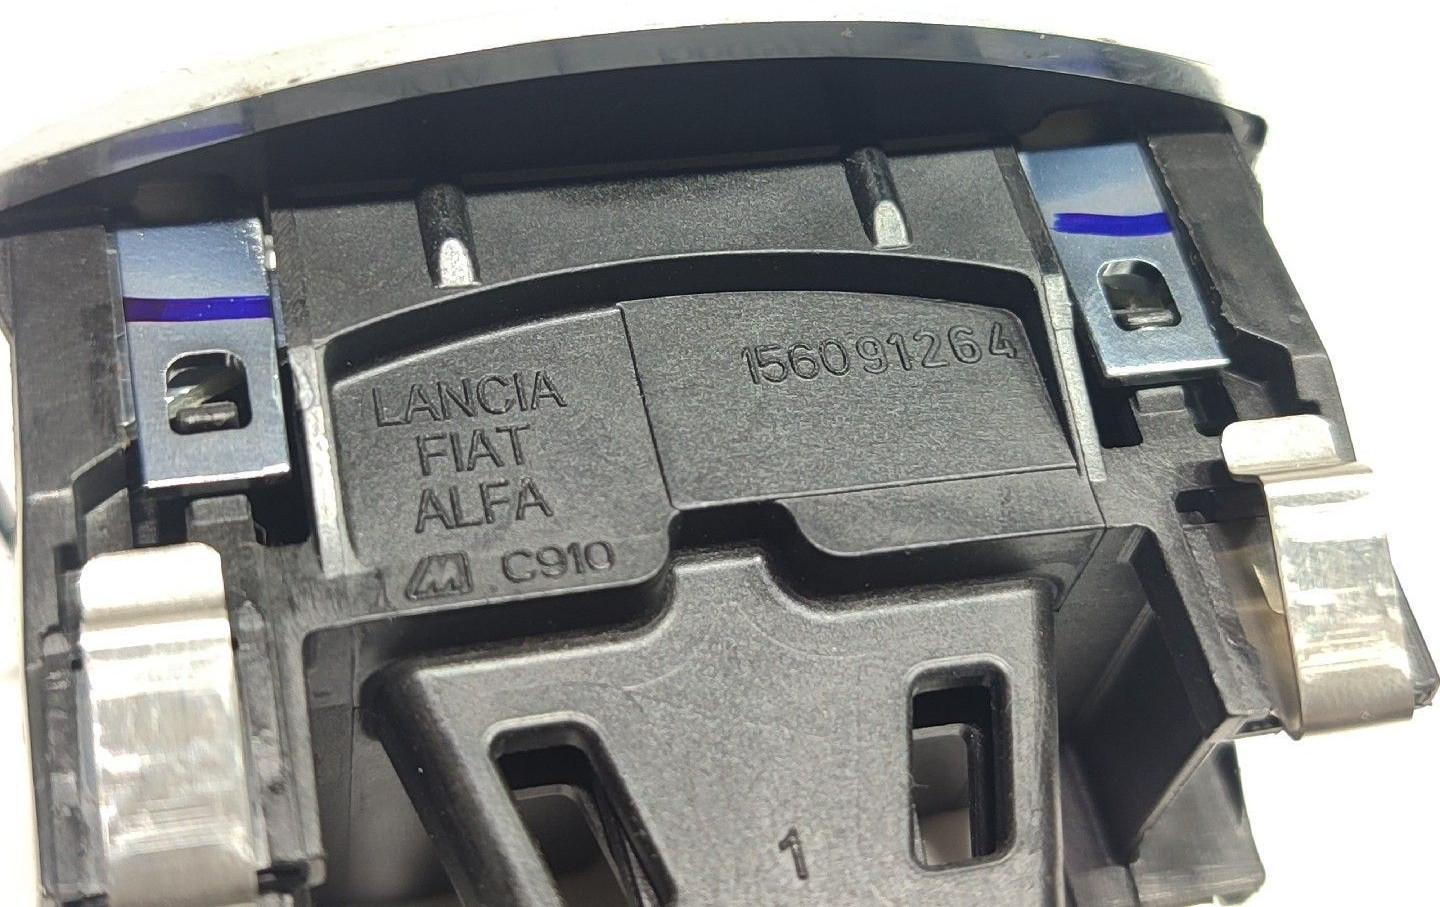 LANCIA
FIAT
ALFA
M C910
156091264
1